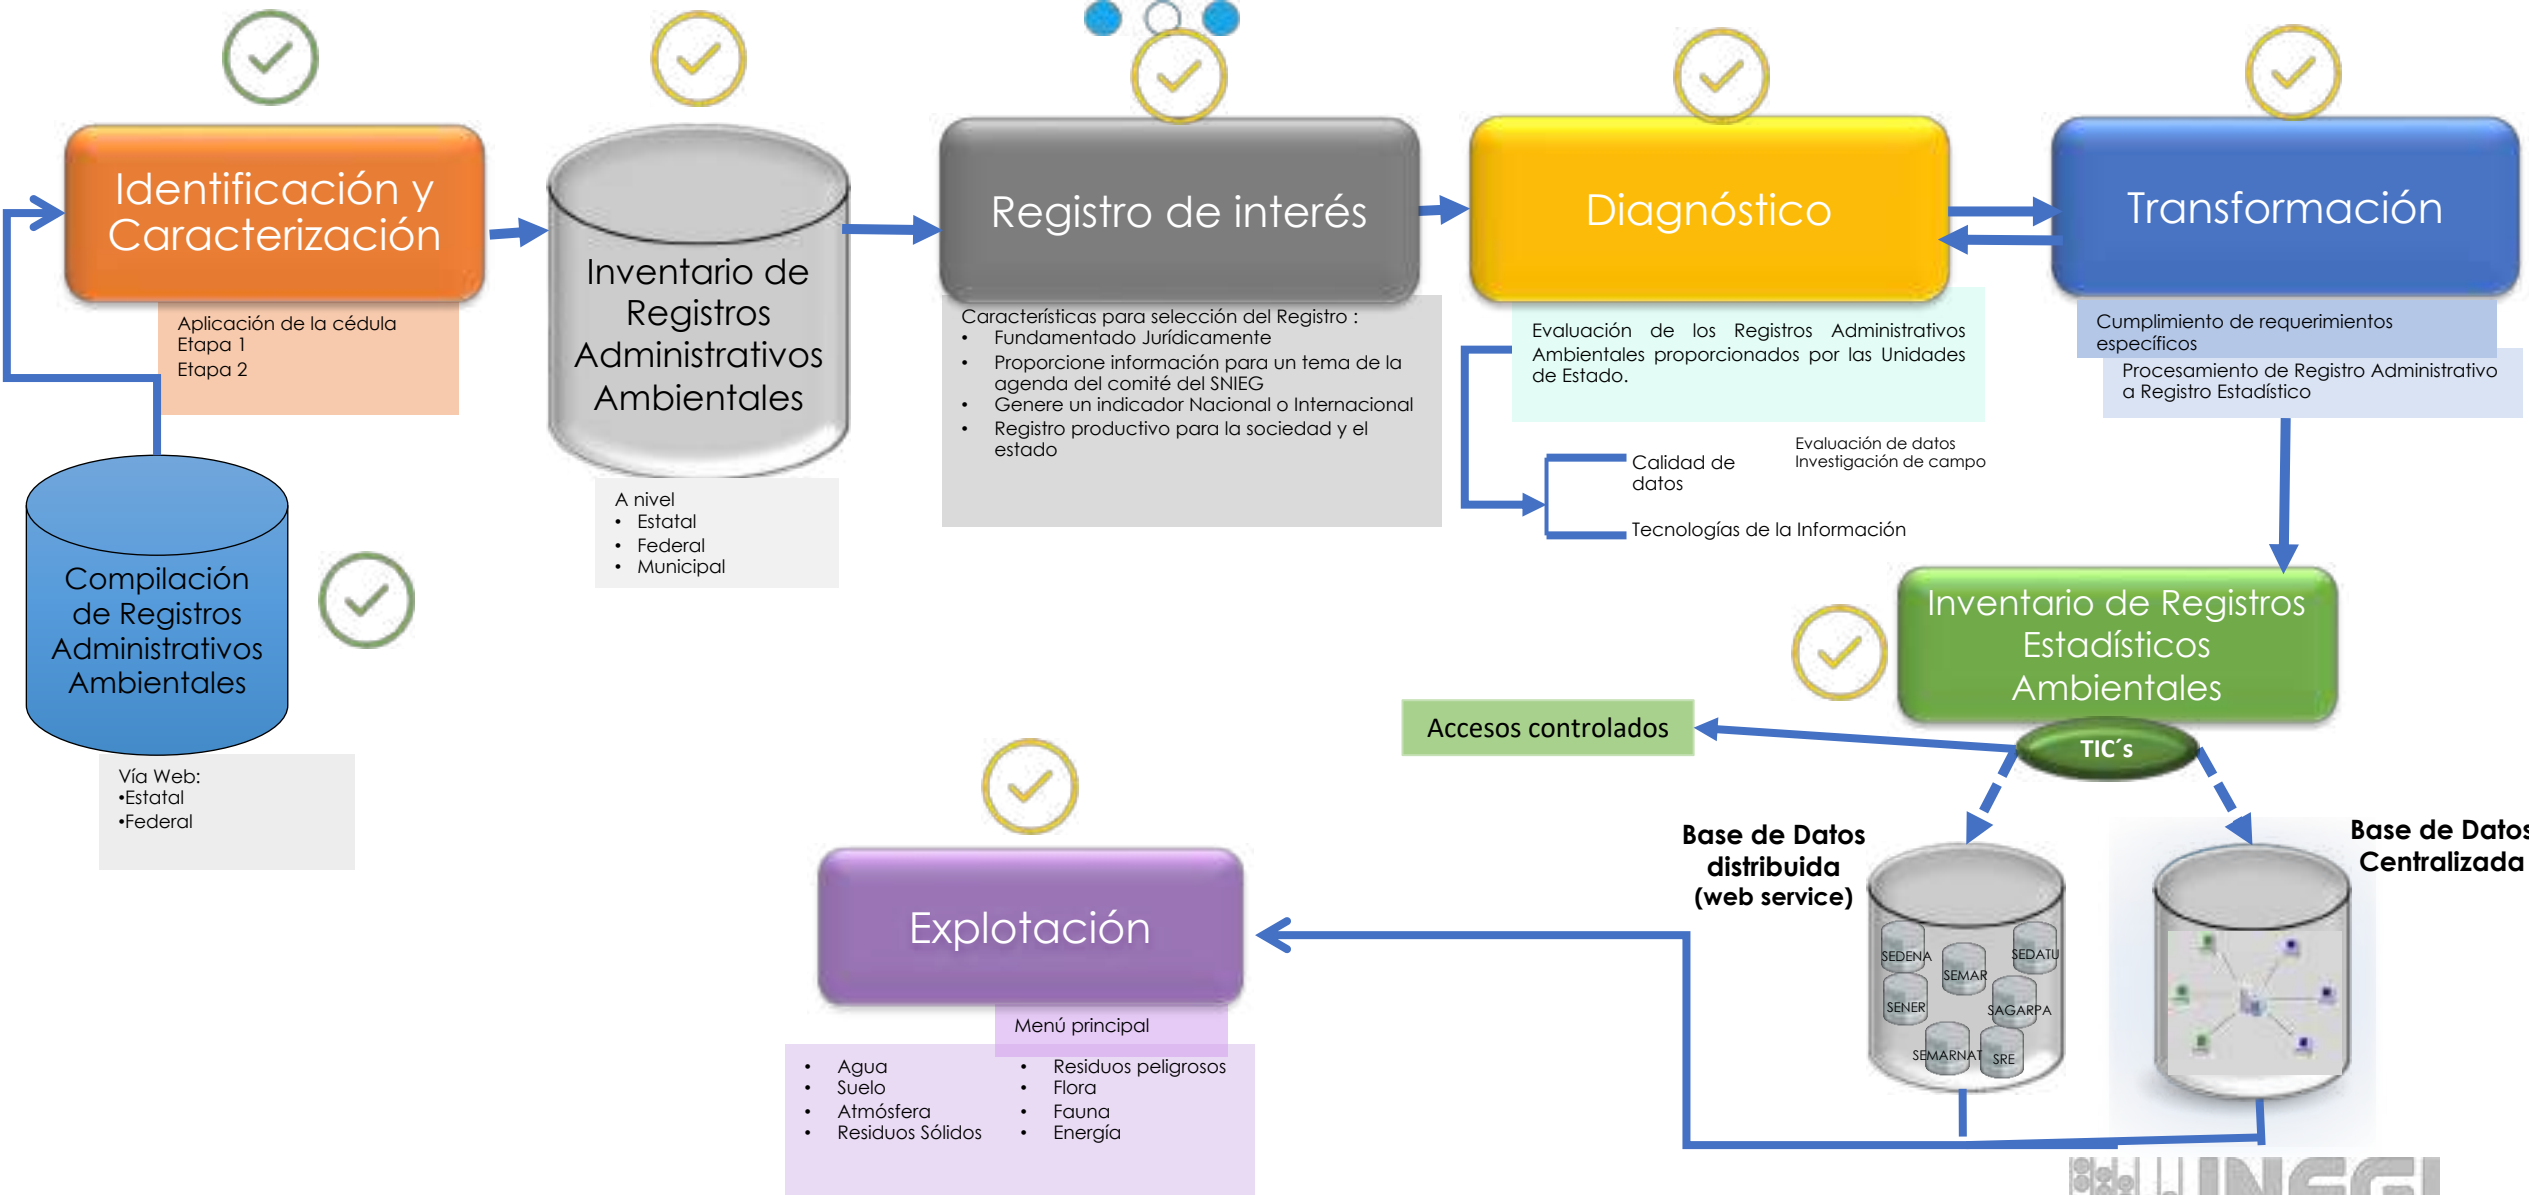 Identificación y
Caracterización
Aplicación de la cédula
Etapa 1
Etapa 2
Compilación
de Registros
Administrativos
Ambientales
Vía Web:
•Estatal
•Federal
Inventario de
Registros
Administrativos
Ambientales
A nivel
• Estatal
• Federal
• Municipal
Registro de interés
Características para selección del Registro :
• Fundamentado Jurídicamente
• Proporcione información para un tema de la
agenda del comité del SNIEG
• Genere un indicador Nacional o Internacional
• Registro productivo para la sociedad y el
estado
Diagnóstico
Evaluación de los Registros Administrativos
Ambientales proporcionados por las Unidades
de Estado.
Calidad de
datos
Evaluación de datos
Investigación de campo
Tecnologías de la Información
Transformación
Cumplimiento de requerimientos
específicos
Procesamiento de Registro Administrativo
a Registro Estadístico
Inventario de Registros
Estadísticos
Ambientales
TIC´s
Accesos controlados
Base de Datos
distribuida
(web service)
SEDENA
SEMAR
SEDATU
SENER
SAGARPA
SEMARNAT
SRE
Base de Datos
Centralizada
Explotación
Menú principal
• Agua
• Suelo
• Atmósfera
• Residuos Sólidos
• Residuos peligrosos
• Flora
• Fauna
• Energía
INEGI